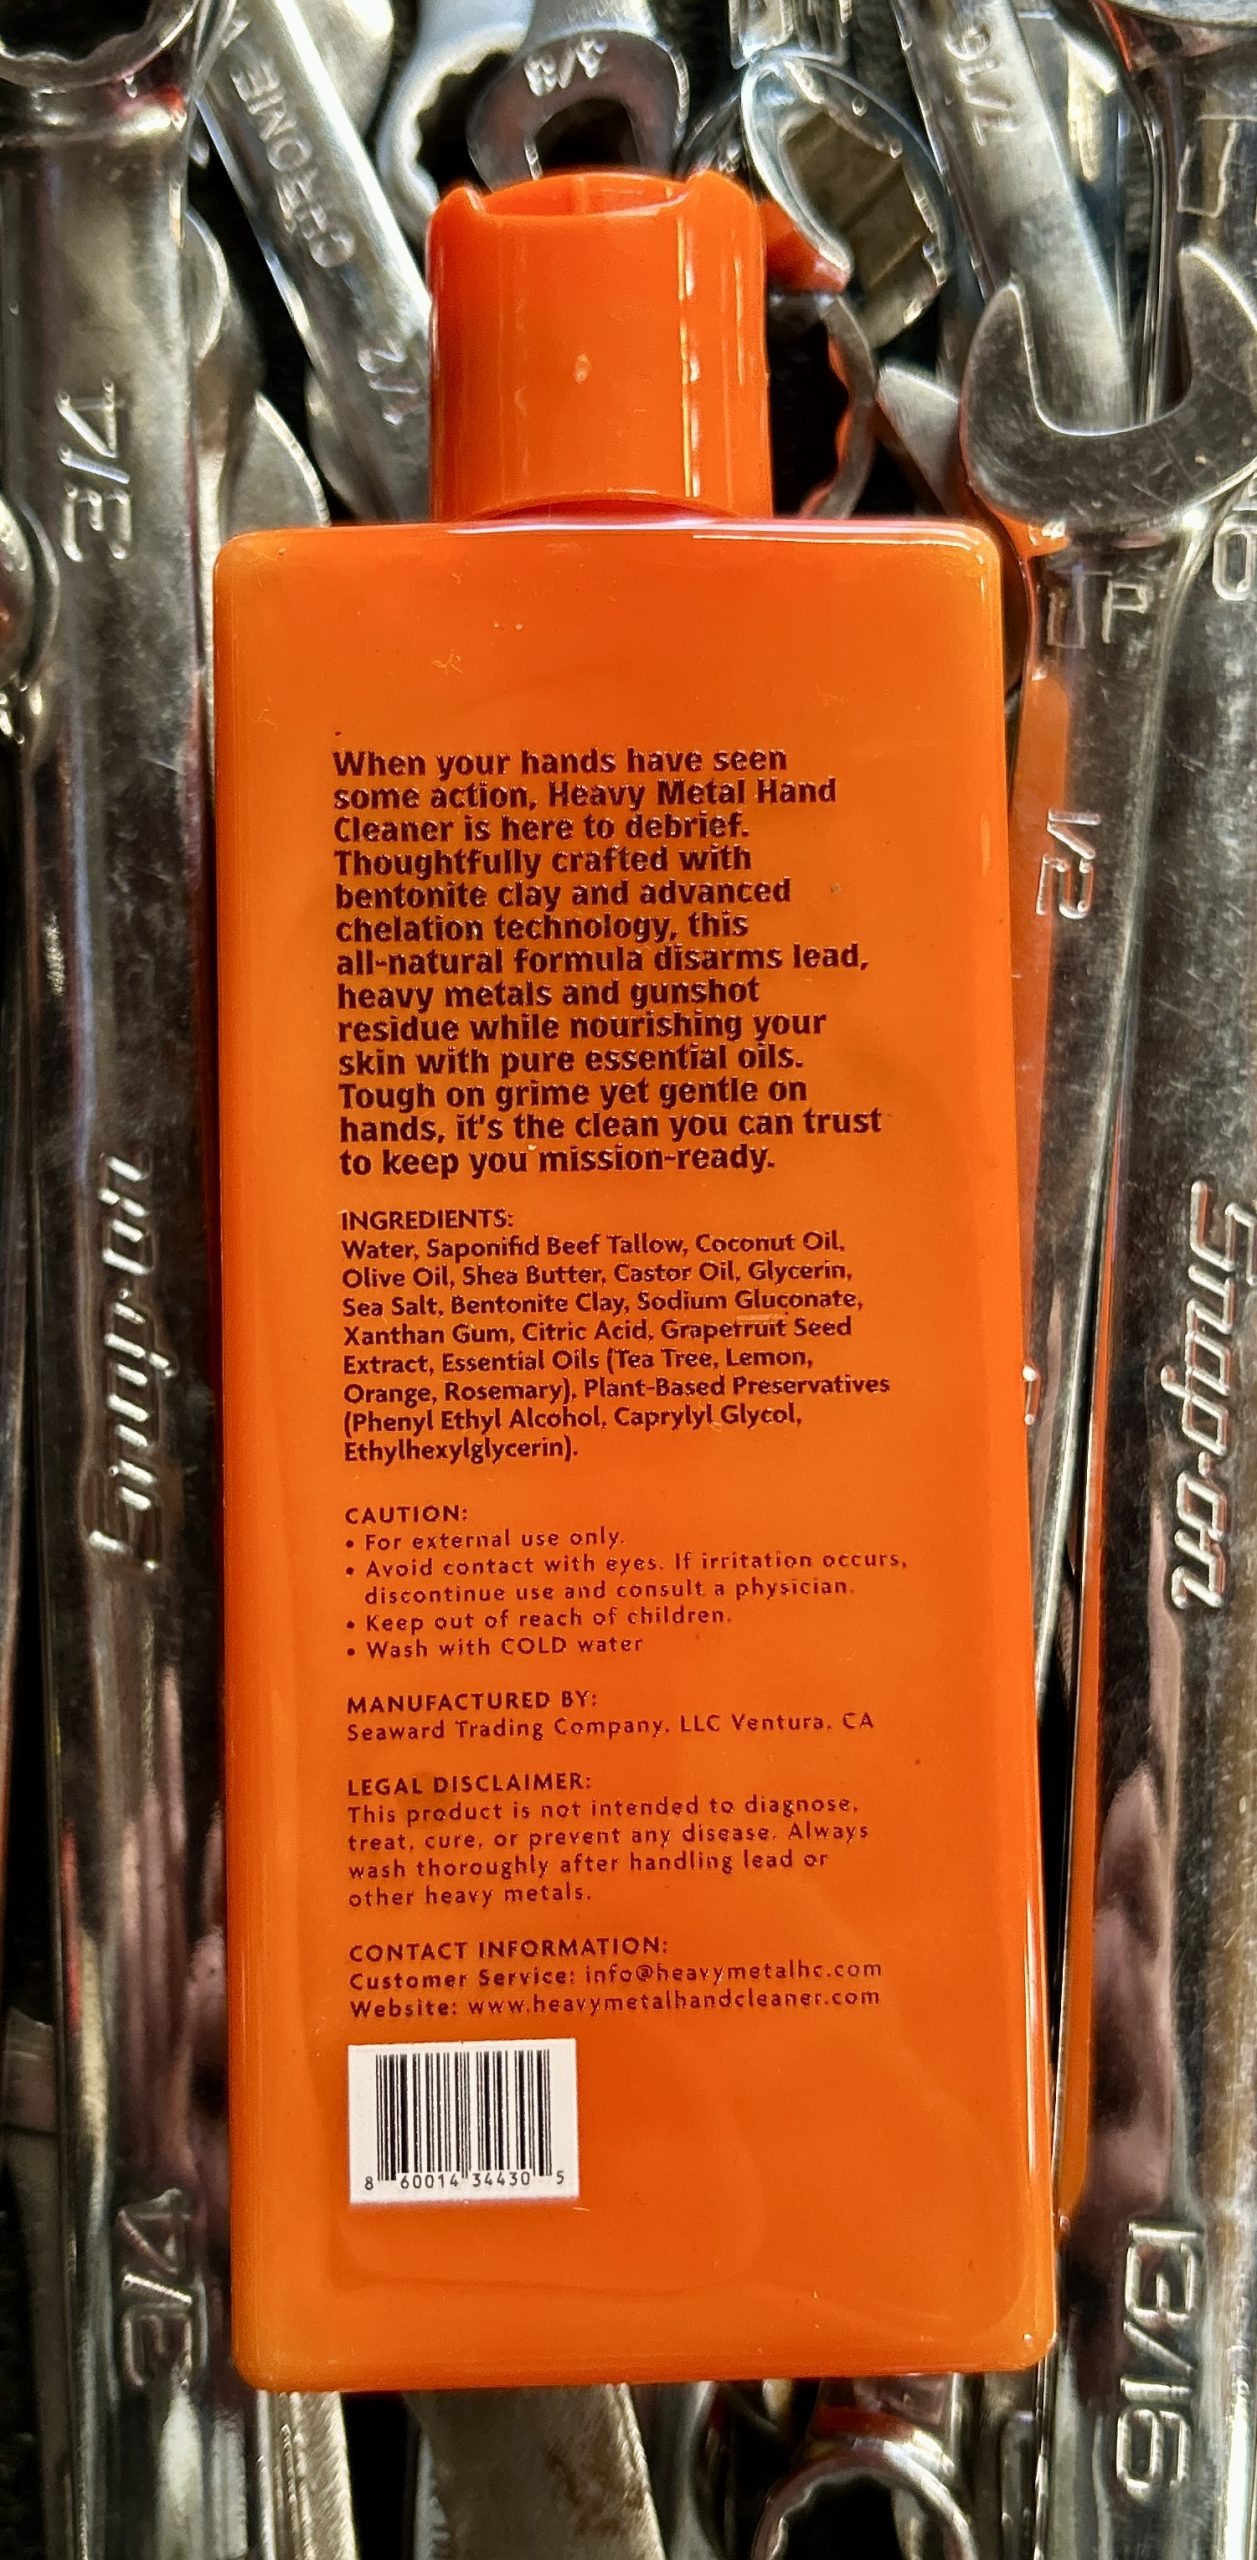 CHROME
3/8
7/16
1/2
3/4
P
1/2
When your hands have seen
some action, Heavy Metal Hand
Cleaner is here to debrief.
Thoughtfully crafted with
bentonite clay and advanced
chelation technology, this
all-natural formula disarms lead,
heavy metals and gunshot
residue while nourishing your
skin with pure essential oils.
Tough on grime yet gentle on
hands, it's the clean you can trust
to keep you mission-ready.
INGREDIENTS:
Water, Saponifid Beef Tallow, Coconut Oil,
Olive Oil, Shea Butter, Castor Oil, Glycerin,
Sea Salt, Bentonite Clay, Sodium Gluconate,
Xanthan Gum, Citric Acid, Grapefruit Seed
Extract, Essential Oils (Tea Tree, Lemon,
Orange, Rosemary), Plant-Based Preservatives
(Phenyl Ethyl Alcohol, Caprylyl Glycol,
Ethylhexylglycerin).
CAUTION:
• For external use only.
• Avoid contact with eyes. If irritation occurs,
discontinue use and consult a physician.
• Keep out of reach of children.
• Wash with COLD water
MANUFACTURED BY:
Seaward Trading Company, LLC Ventura, CA
LEGAL DISCLAIMER:
This product is not intended to diagnose,
treat, cure, or prevent any disease. Always
wash thoroughly after handling lead or
other heavy metals.
CONTACT INFORMATION:
Customer Service: info@heavymetalhc.com
Website: www.heavymetalhandcleaner.com
8 60014 34430 5
Snap-on
Snap-on
3/4
13/16